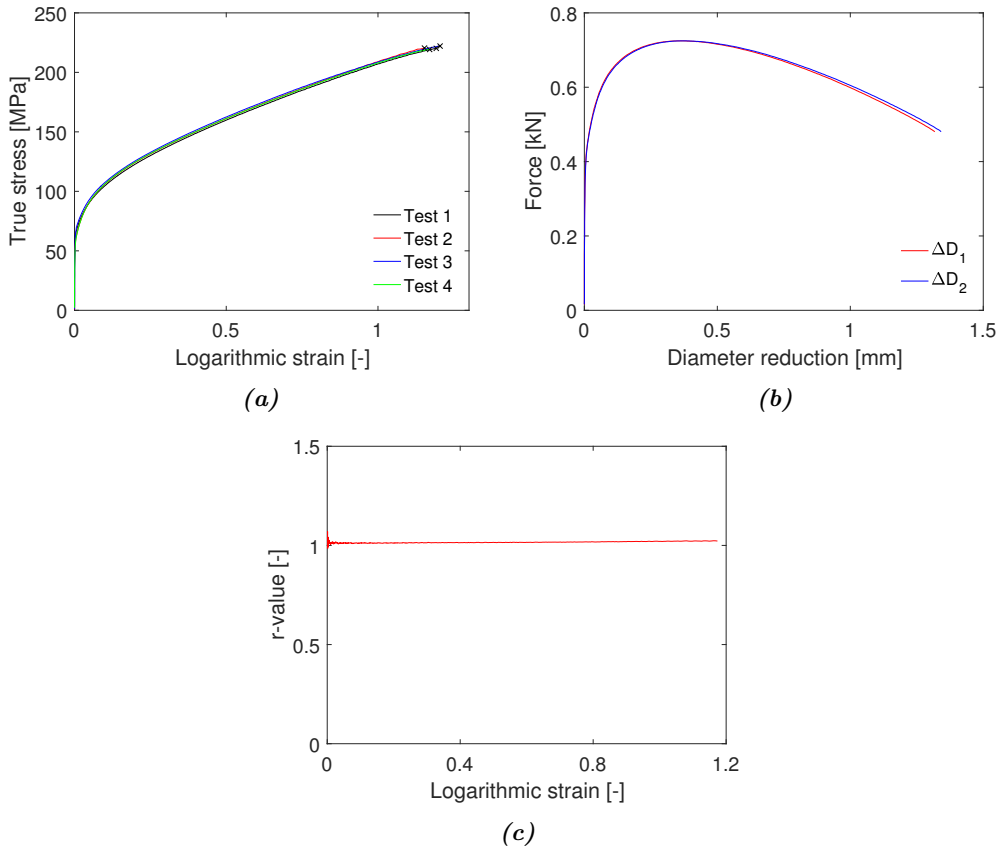 250
200
150
100
50
0
True stress [MPa]
Test 1
Test 2
Test 3
Test 4
0
0.5
1
Logarithmic strain [-]
(a)
0.8
0.6
0.4
0.2
0
Force [kN]
ΔD1
ΔD2
0
0.5
1
1.5
Diameter reduction [mm]
(b)
1.5
1
0.5
0
r-value [-]
0
0.4
0.8
1.2
Logarithmic strain [-]
(c)